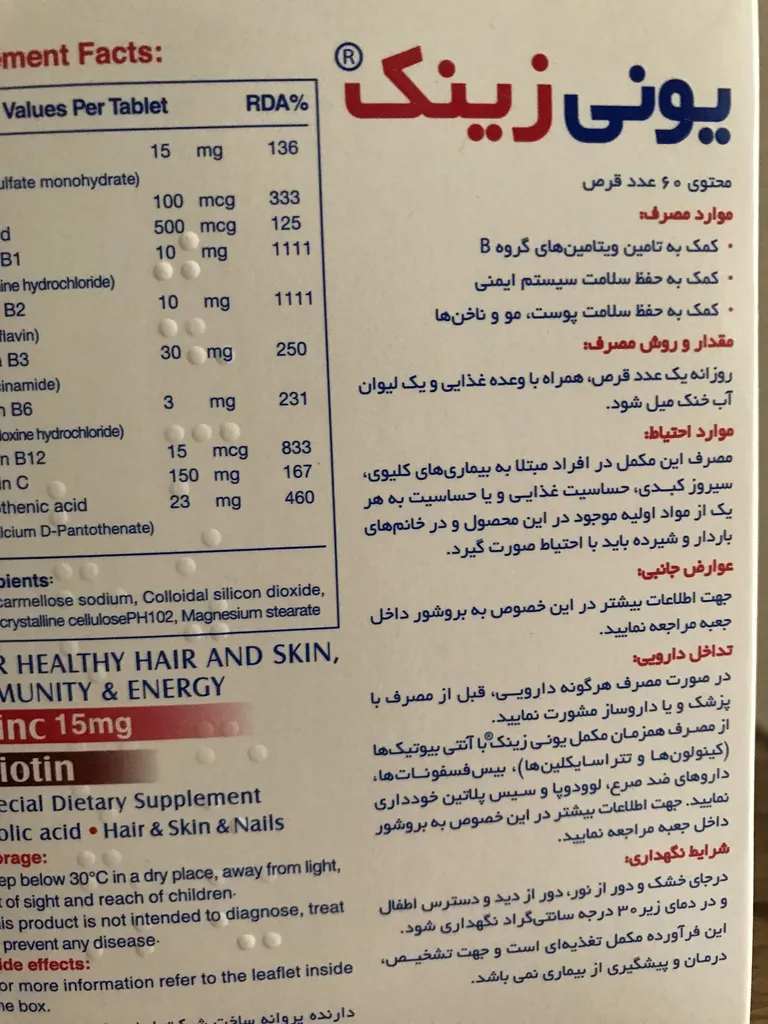 ement Facts:
Values Per Tablet RDA%
15 mg 136
ulfate monohydrate)
100 mcg 333
d 500 mcg 125
B1 10 mg 1111
ine hydrochloride)
B2 10 mg 1111
flavin)
B3 30 mg 250
cinamide)
n B6 3 mg 231
doxine hydrochloride)
n B12 15 mcg 833
in C 150 mg 167
othenic acid 23 mg 460
alcium D-Pantothenate)
pients:
carmellose sodium, Colloidal silicon dioxide,
crystalline cellulosePH102, Magnesium stearate
R HEALTHY HAIR AND SKIN,
MUNITY & ENERGY
inc 15mg
iotin
ecial Dietary Supplement
olic acid • Hair & Skin & Nails
orage:
ep below 30°C in a dry place, away from light,
t of sight and reach of children.
his product is not intended to diagnose, treat
prevent any disease.
ide effects:
or more information refer to the leaflet inside
he box.
یونی زینک®
محتوی ۶۰ عدد قرص
موارد مصرف:
• کمک به تامین ویتامین‌های گروه B
• کمک به حفظ سلامت سیستم ایمنی
• کمک به حفظ سلامت پوست، مو و ناخن‌ها
مقدار و روش مصرف:
روزانه یک عدد قرص، همراه با وعده غذایی و یک لیوان
آب خنک میل شود.
موارد احتیاط:
مصرف این مکمل در افراد مبتلا به بیماری‌های کلیوی،
سیروز کبدی، حساسیت غذایی و یا حساسیت به هر
یک از مواد اولیه موجود در این محصول و در خانم‌های
باردار و شیرده باید با احتیاط صورت گیرد.
عوارض جانبی:
جهت اطلاعات بیشتر در این خصوص به بروشور داخل
جعبه مراجعه نمایید.
تداخل دارویی:
در صورت مصرف هرگونه دارویی، قبل از مصرف با
پزشک و یا داروساز مشورت نمایید.
از مصرف همزمان مکمل یونی زینک® با آنتی بیوتیک‌ها
(کینولون‌ها و تتراسایکلین‌ها)، بیس‌فسفونات‌ها،
داروهای ضد صرع، لوودوپا و سیس پلاتین خودداری
نمایید. جهت اطلاعات بیشتر در این خصوص به بروشور
داخل جعبه مراجعه نمایید.
شرایط نگهداری:
درجای خشک و دور از نور، دور از دید و دسترس اطفال
و در دمای زیر ۳۰ درجه سانتی‌گراد نگهداری شود.
این فرآورده مکمل تغذیه‌ای است و جهت تشخیص،
درمان و پیشگیری از بیماری نمی باشد.
دارنده پروانه ساخت